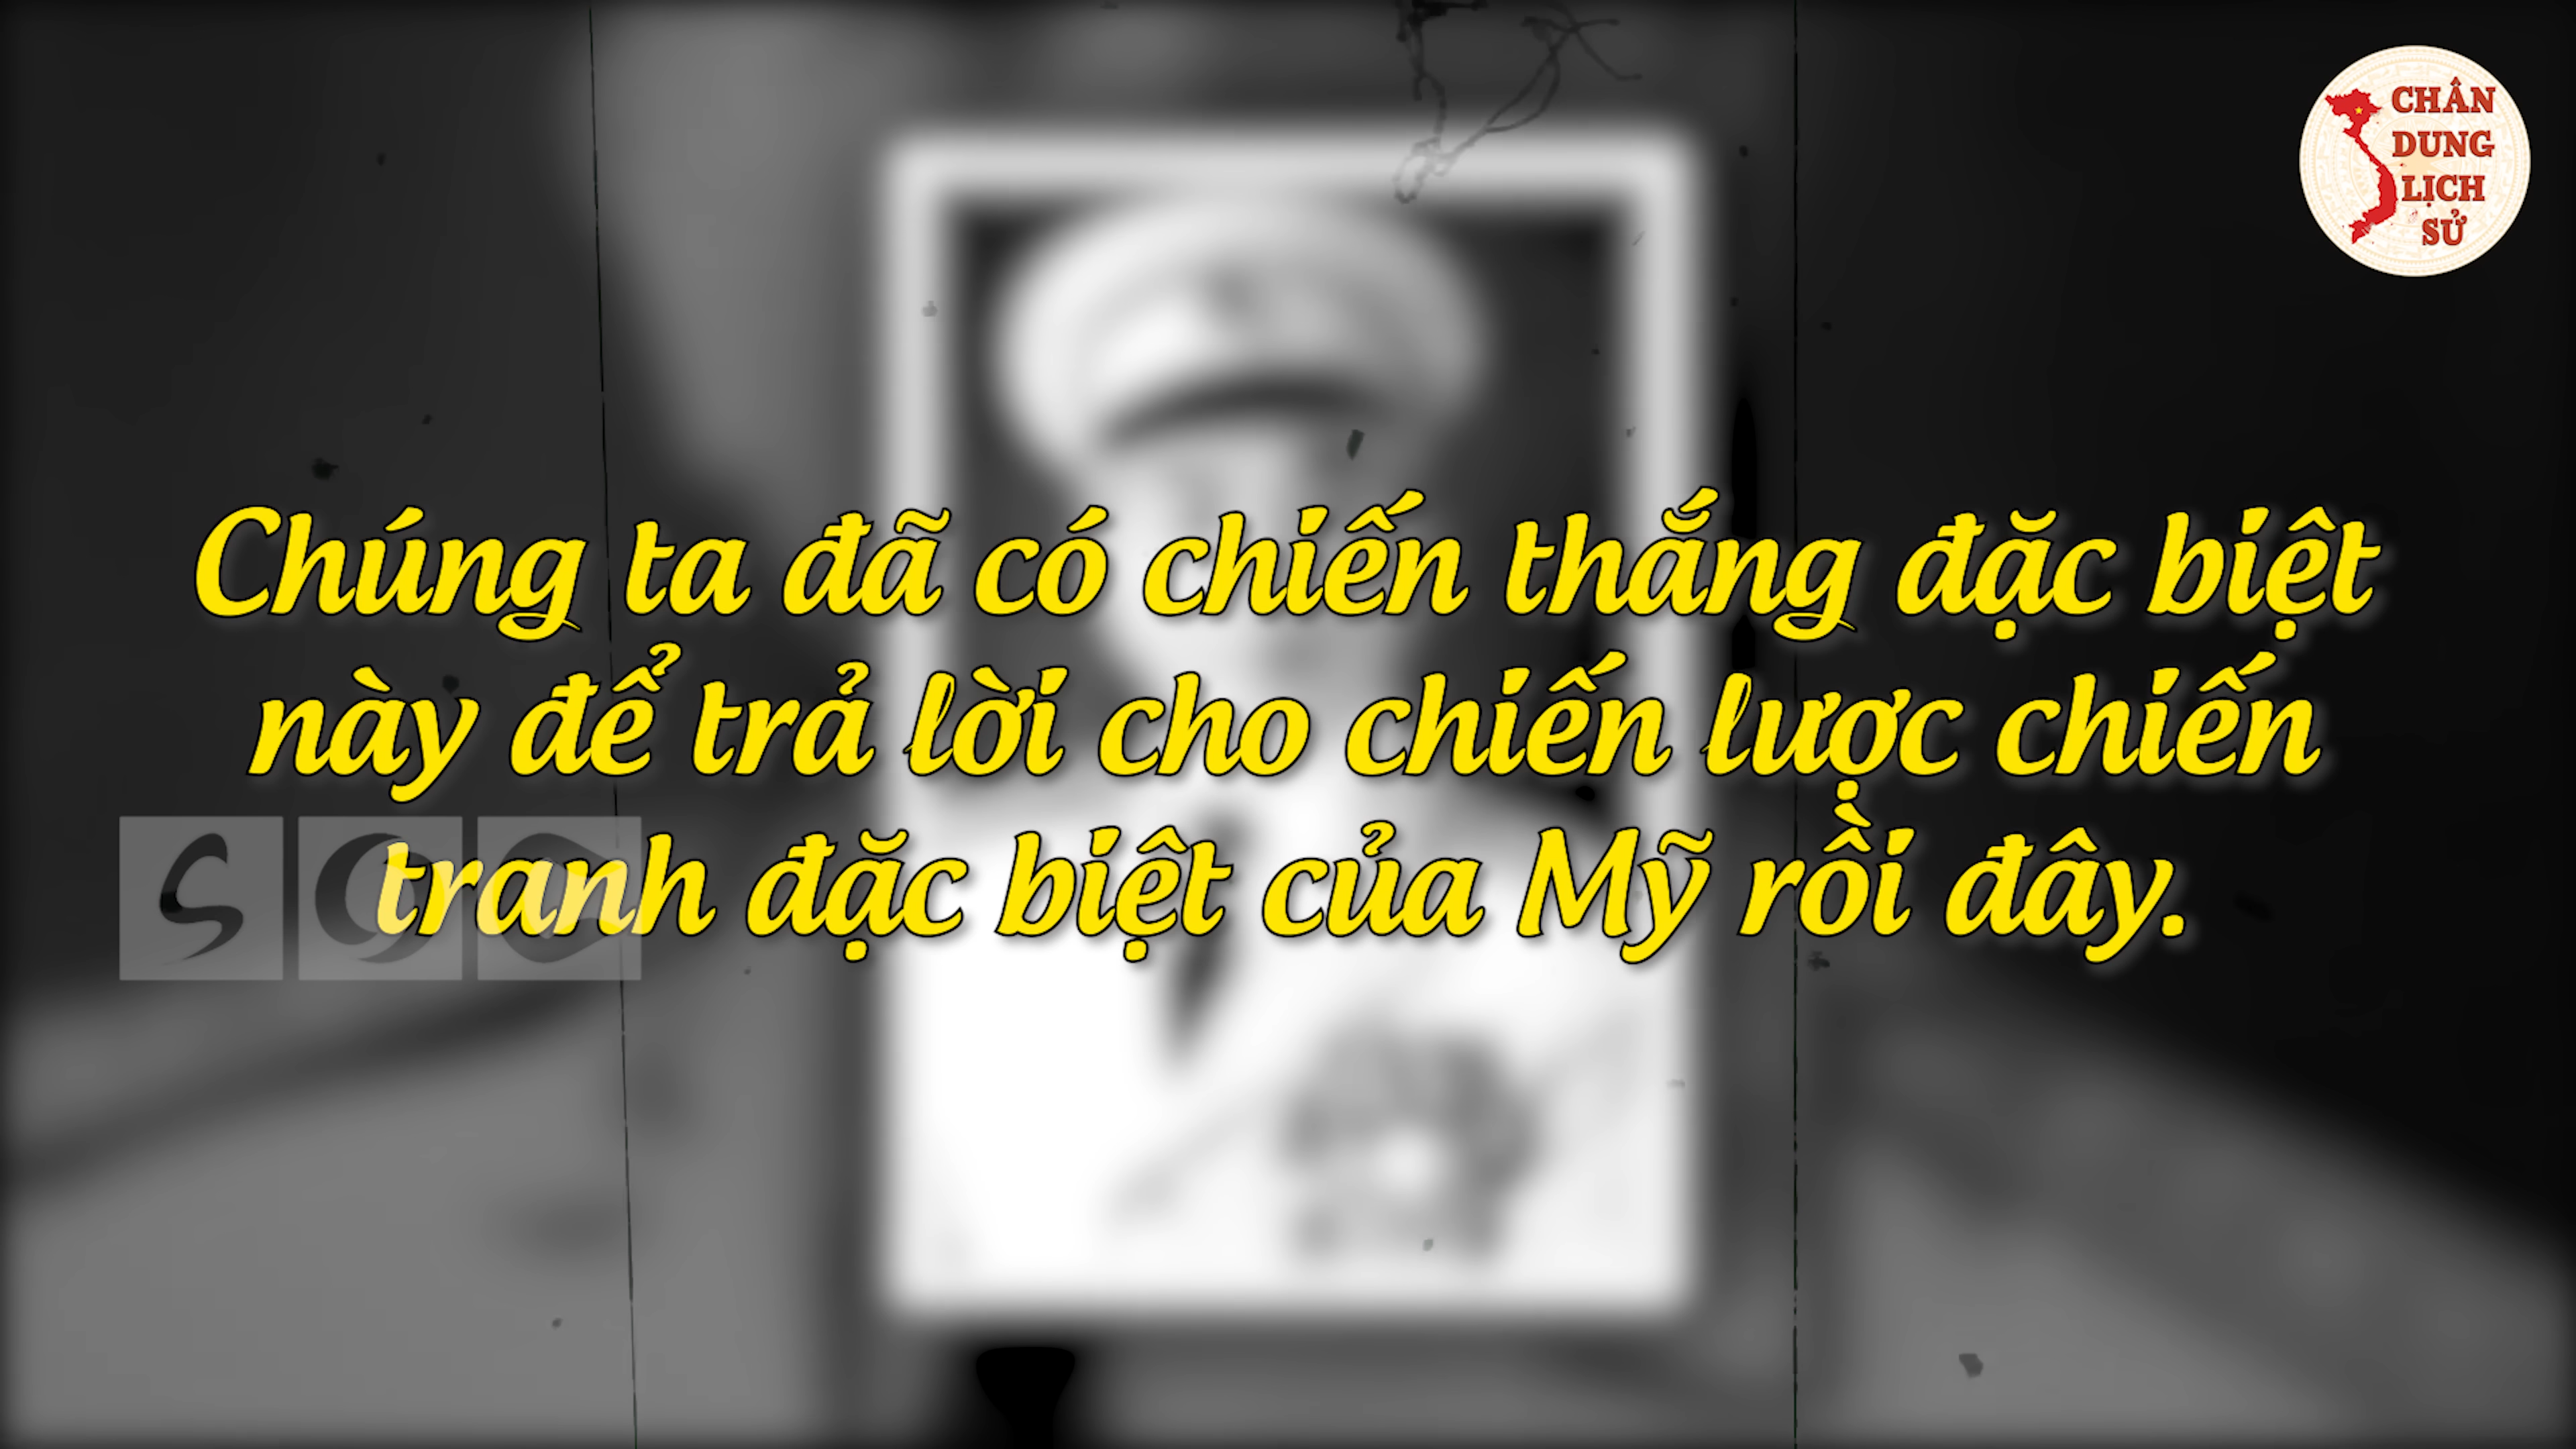 CHÂN
DUNG
LỊCH
SỬ
Chúng ta đã có chiến thắng đặc biệt
này để trả lời cho chiến lược chiến
tranh đặc biệt của Mỹ rồi đây.